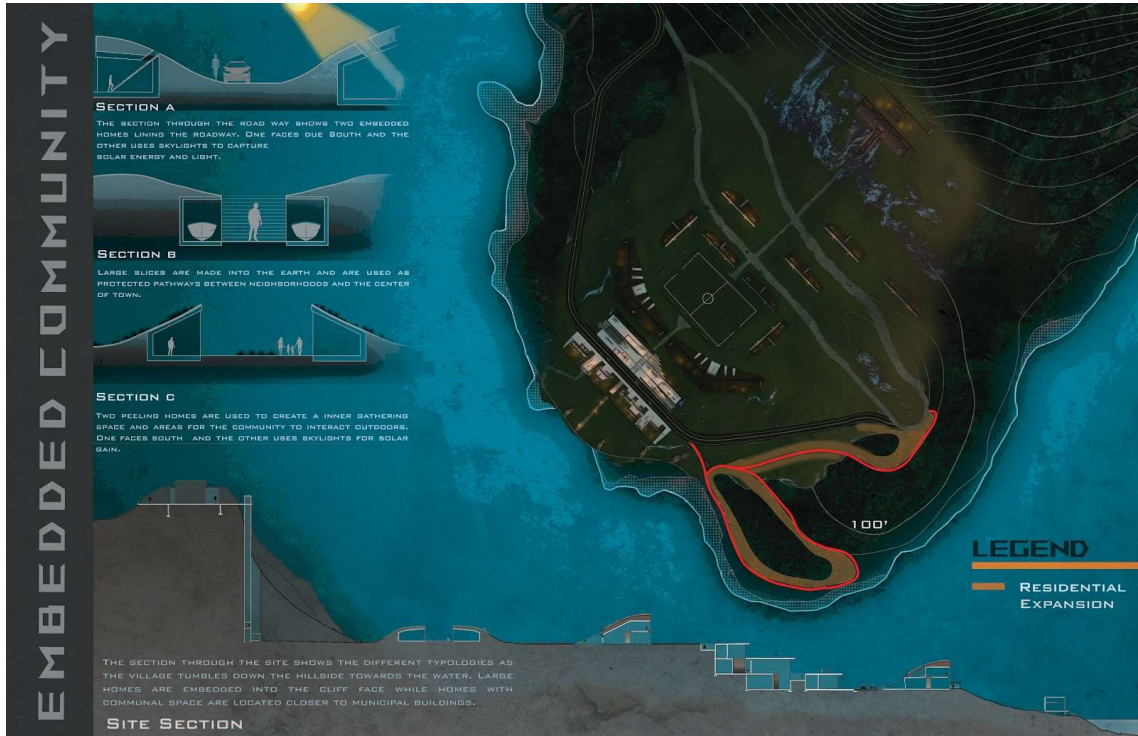 EMBEDDED COMMUNITY
SECTION A
THE SECTION THROUGH THE ROAD WAY SHOWS TWO EMBEDDED
HOMES LINING THE ROADWAY. ONE FACES DUE SOUTH AND THE
OTHER USES SKYLIGHTS TO CAPTURE
SOLAR ENERGY AND LIGHT.
SECTION B
LARGE SLICES ARE MADE INTO THE EARTH AND ARE USED AS
PROTECTED PATHWAYS BETWEEN NEIGHBORHOODS AND THE CENTER
OF TOWN.
SECTION C
TWO PEELING HOMES ARE USED TO CREATE A INNER GATHERING
SPACE AND AREAS FOR THE COMMUNITY TO INTERACT OUTDOORS.
ONE FACES SOUTH AND THE OTHER USES SKYLIGHTS FOR SOLAR
GAIN.
100'
LEGEND
RESIDENTIAL
EXPANSION
THE SECTION THROUGH THE SITE SHOWS THE DIFFERENT TYPOLOGIES AS
THE VILLAGE TUMBLES DOWN THE HILLSIDE TOWARDS THE WATER. LARGE
HOMES ARE EMBEDDED INTO THE CLIFF FACE WHILE HOMES WITH
COMMUNAL SPACE ARE LOCATED CLOSER TO MUNICIPAL BUILDINGS.
SITE SECTION